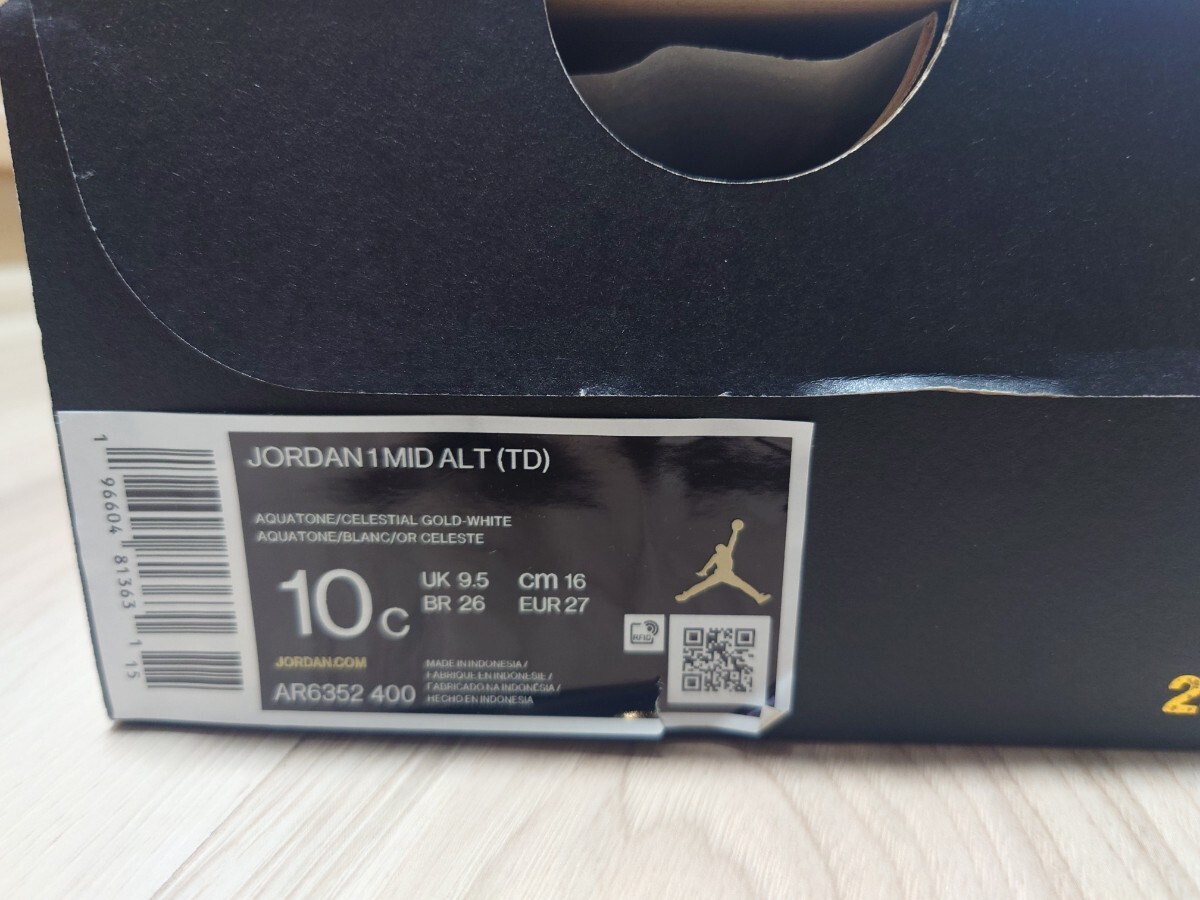 JORDAN 1 MID ALT (TD)
AQUATONE/CELESTIAL GOLD-WHITE
AQUATONE/BLANC/OR CELESTE
10C
UK 9.5 cm 16
BR 26 EUR 27
JORDAN.COM
AR6352 400
MADE IN INDONESIA /
FABRIQUE EN INDONESIE /
FABRICADO NA INDONÉSIA /
HECHO EN INDONESIA
RFID
1 96604 81363 1 15
2